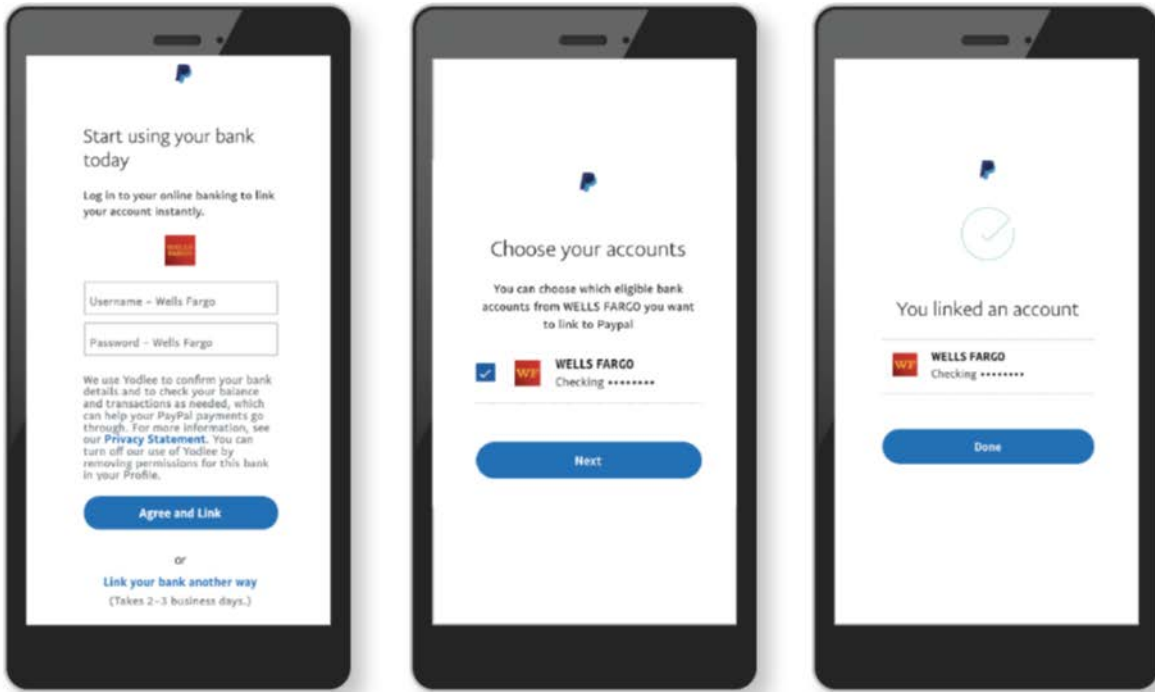 Start using your bank
today
Log in to your online banking to link
your account instantly.
WELLS
FARGO
Username – Wells Fargo
Password – Wells Fargo
We use Yodlee to confirm your bank
details and to check your balance
and transactions as needed, which
can help your PayPal payments go
through. For more information, see
our Privacy Statement. You can
turn off our use of Yodlee by
removing permissions for this bank
in your Profile.
Agree and Link
or
Link your bank another way
(Takes 2–3 business days.)
Choose your accounts
You can choose which eligible bank
accounts from WELLS FARGO you want
to link to Paypal
WF
WELLS FARGO
Checking ••••••••
Next
You linked an account
WF
WELLS FARGO
Checking ••••••••
Done